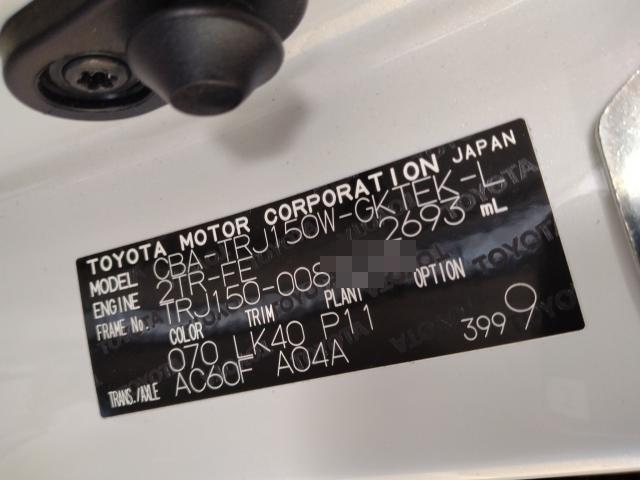 TOYOTA MOTOR CORPORATION JAPAN
MODEL CBA-TRJ150W-GKTEK-L
ENGINE 2TR-FE 2693 mL
FRAME No. TRJ150-008
COLOR TRIM PLANT OPTION
070 LK40 P11 3999
TRANS./AXLE AC60F A04A